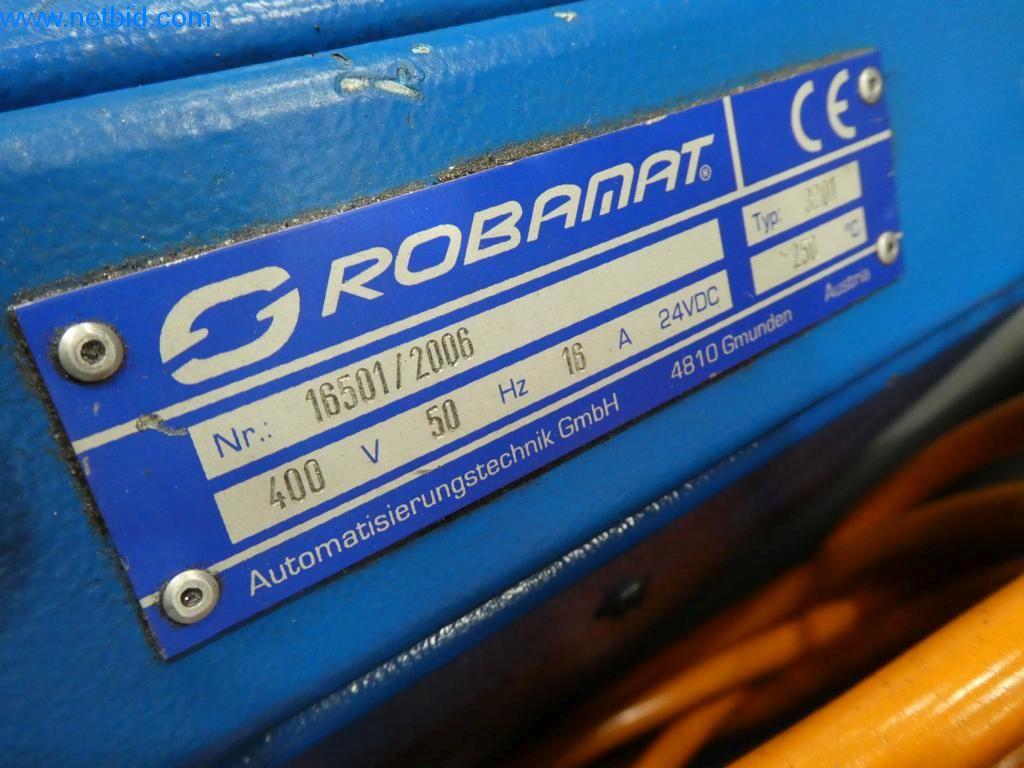 www.netbid.com
ROBAMAT®
CE
Nr.: 16501/2006
Typ: 3201
400 V 50 Hz 16 A 24VDC
250 °C
Automatisierungstechnik GmbH 4810 Gmunden Austria